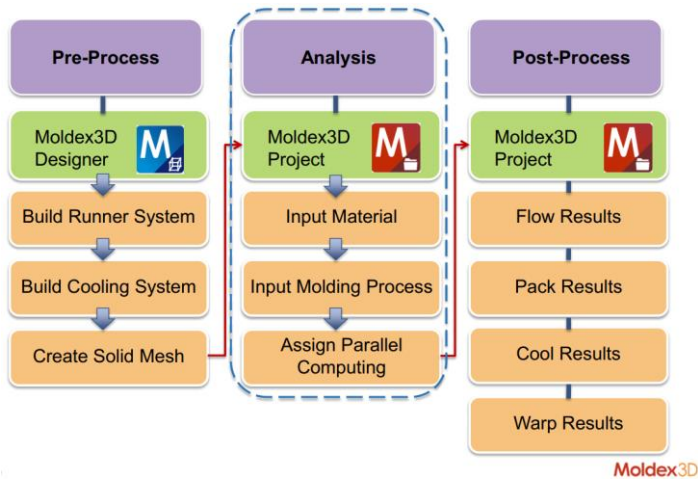 Pre-Process
Moldex3D
Designer
M
Build Runner System
Build Cooling System
Create Solid Mesh
Analysis
Moldex3D
Project
M
Input Material
Input Molding Process
Assign Parallel
Computing
Post-Process
Moldex3D
Project
M
Flow Results
Pack Results
Cool Results
Warp Results
Moldex3D